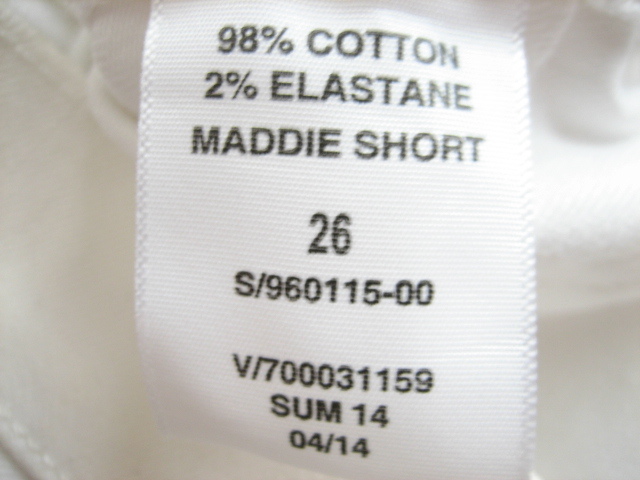 98% COTTON
2% ELASTANE
MADDIE SHORT
26
S/960115-00
V/700031159
SUM 14
04/14